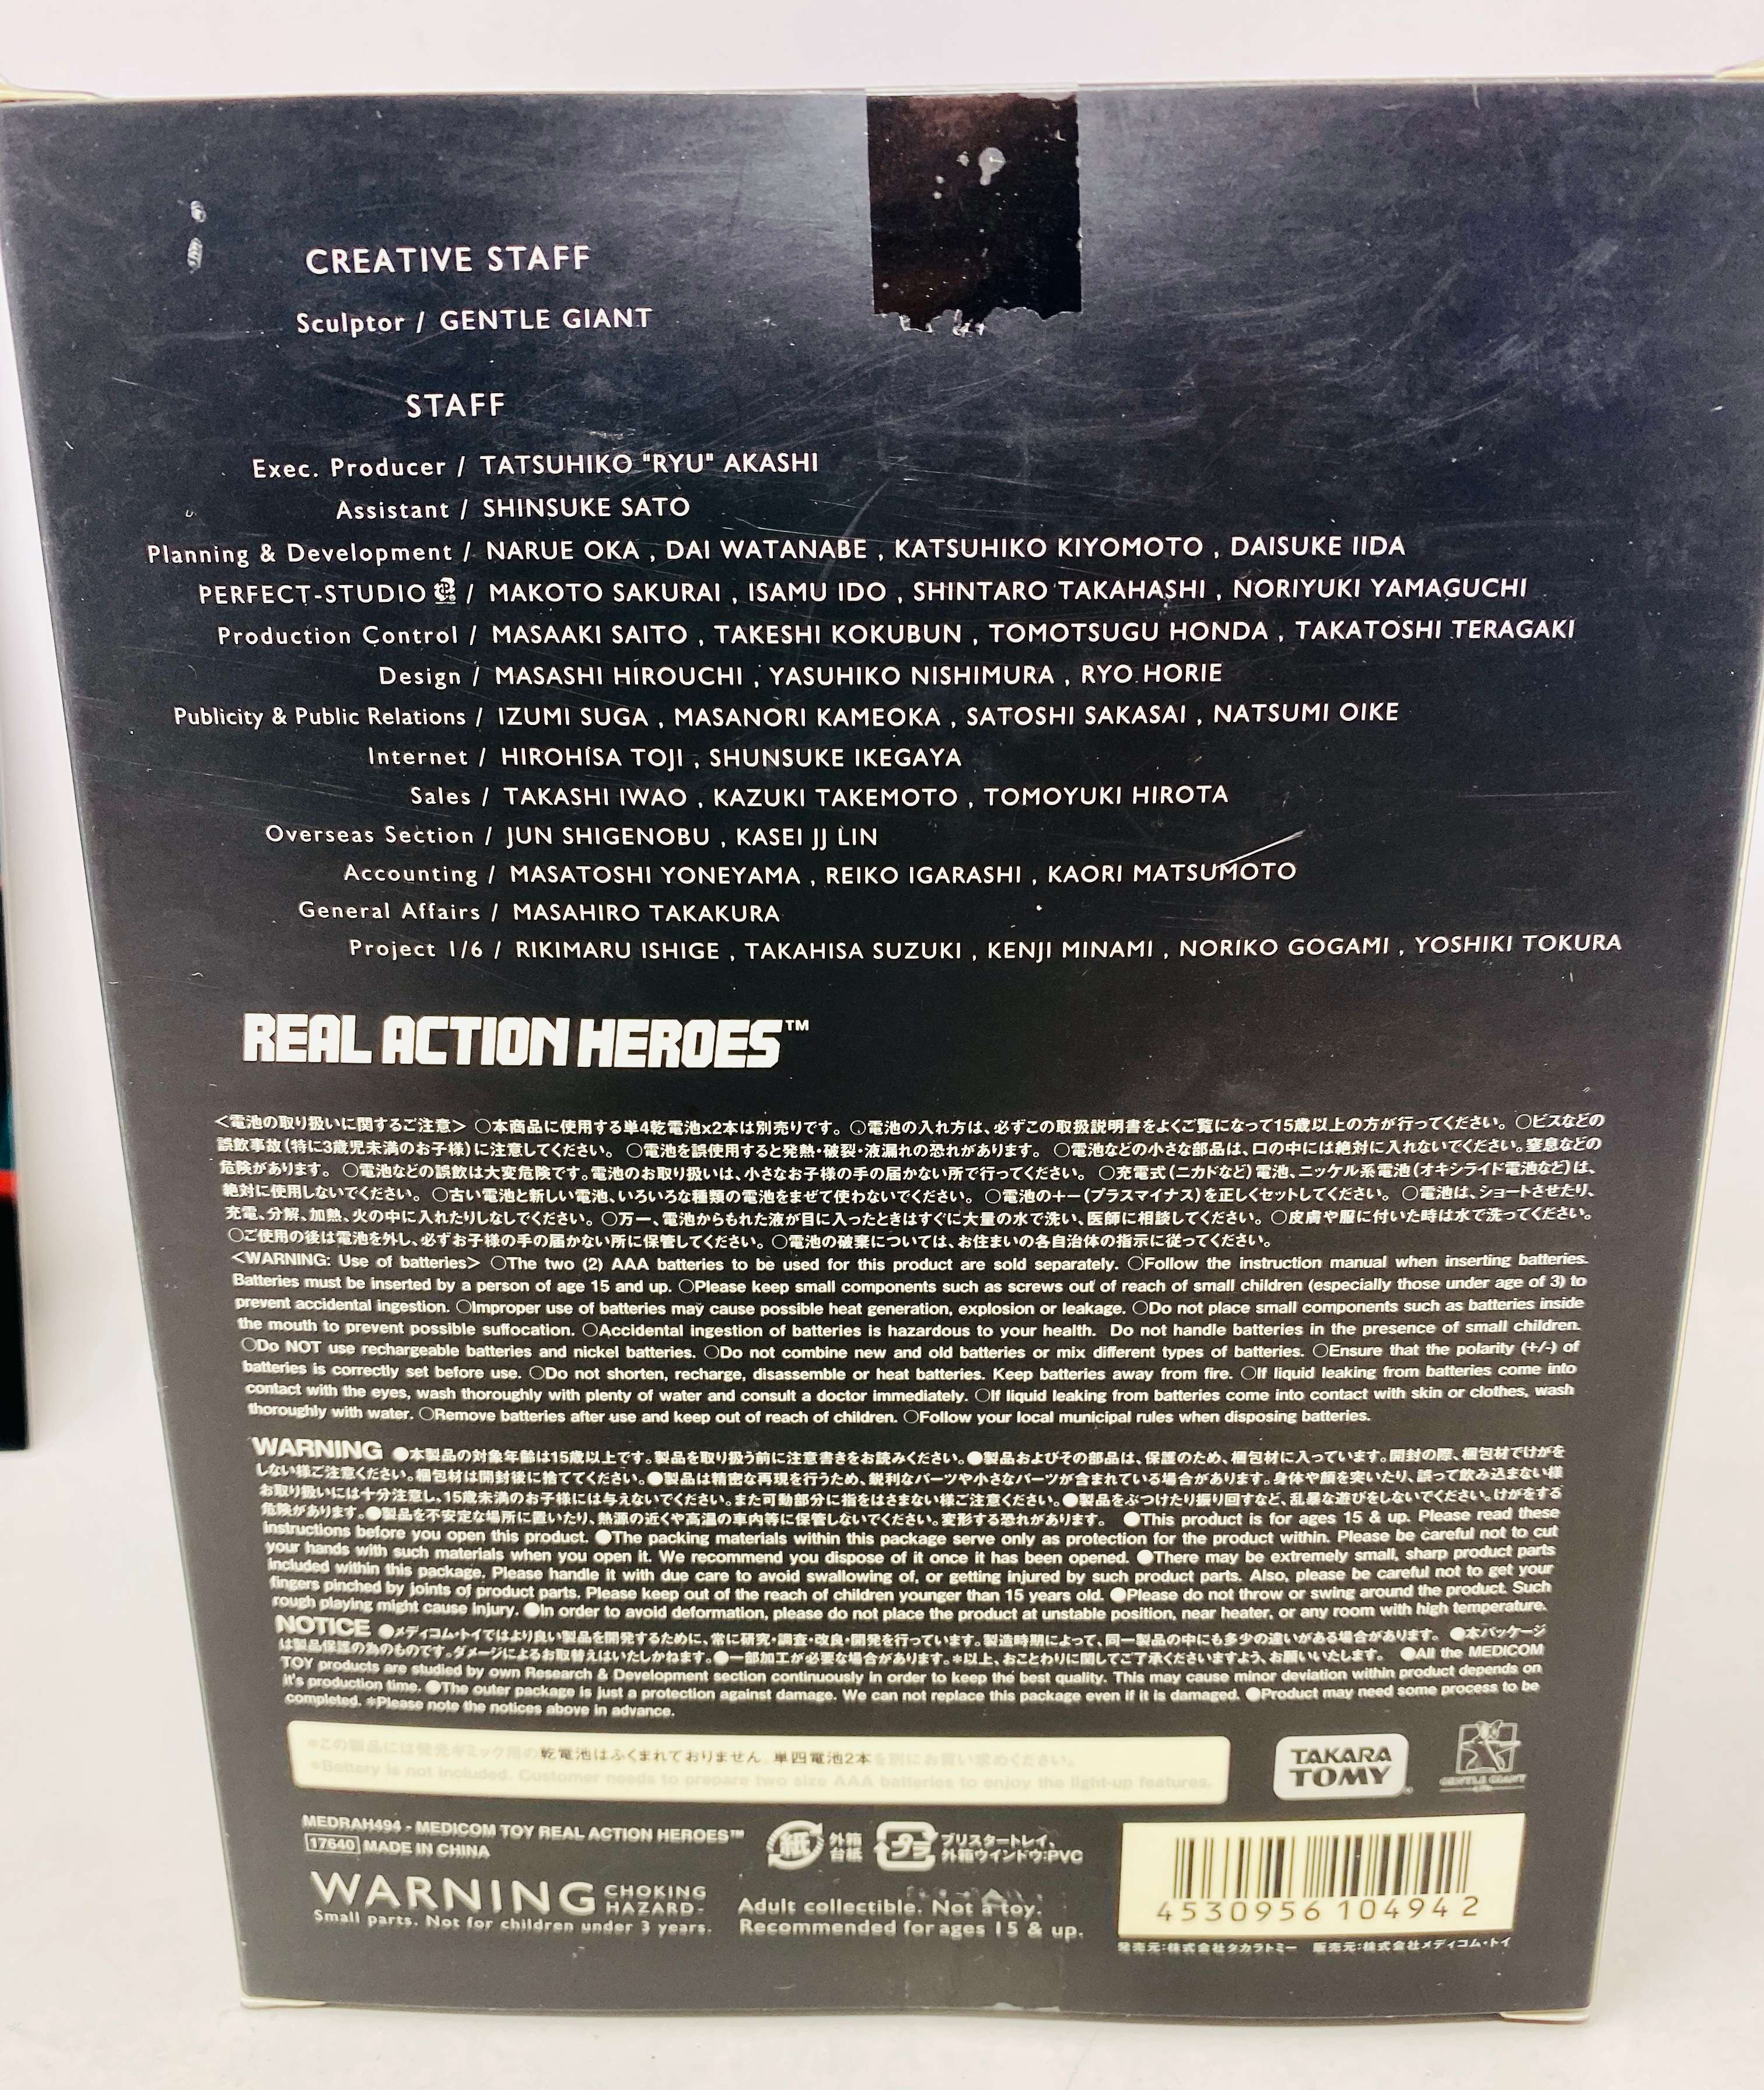 CREATIVE STAFF
Sculptor / GENTLE GIANT
STAFF
Exec. Producer / TATSUHIKO "RYU" AKASHI
Assistant / SHINSUKE SATO
Planning & Development / NARUE OKA , DAI WATANABE , KATSUHIKO KIYOMOTO , DAISUKE IIDA
PERFECT-STUDIO / MAKOTO SAKURAI , ISAMU IDO , SHINTARO TAKAHASHI , NORIYUKI YAMAGUCHI
Production Control / MASAAKI SAITO , TAKESHI KOKUBUN , TOMOTSUGU HONDA , TAKATOSHI TERAGAKI
Design / MASASHI HIROUCHI , YASUHIKO NISHIMURA , RYO HORIE
Publicity & Public Relations / IZUMI SUGA , MASANORI KAMEOKA , SATOSHI SAKASAI , NATSUMI OIKE
Internet / HIROHISA TOJI , SHUNSUKE IKEGAYA
Sales / TAKASHI IWAO , KAZUKI TAKEMOTO , TOMOYUKI HIROTA
Overseas Section / JUN SHIGENOBU , KASEI JJ LIN
Accounting / MASATOSHI YONEYAMA , REIKO IGARASHI , KAORI MATSUMOTO
General Affairs / MASAHIRO TAKAKURA
Project 1/6 / RIKIMARU ISHIGE , TAKAHISA SUZUKI , KENJI MINAMI , NORIKO GOGAMI , YOSHIKI TOKURA
REAL ACTION HEROES™
<電池の取り扱いに関するご注意> ○本商品に使用する単4乾電池x2本は別売りです。 ○電池の入れ方は、必ずこの取扱説明書をよくご覧になって15歳以上の方が行ってください。 ○ビスなどの
誤飲事故(特に3歳児未満のお子様)に注意してください。 ○電池を誤使用すると発熱・破裂・液漏れの恐れがあります。 ○電池などの小さな部品は、口の中には絶対に入れないでください。窒息などの
危険があります。 ○電池などの誤飲は大変危険です。電池のお取り扱いは、小さなお子様の手の届かない所で行ってください。 ○充電式(ニカドなど)電池、ニッケル系電池(オキシライド電池など)は、
絶対に使用しないでください。 ○古い電池と新しい電池、いろいろな種類の電池をまぜて使わないでください。 ○電池の+−(プラスマイナス)を正しくセットしてください。 ○電池は、ショートさせたり、
充電、分解、加熱、火の中に入れたりしなしでください。 ○万一、電池からもれた液が目に入ったときはすぐに大量の水で洗い、医師に相談してください。 ○皮膚や服に付いた時は水で洗ってください。
○ご使用の後は電池を外し、必ずお子様の手の届かない所に保管してください。 ○電池の破棄については、お住まいの各自治体の指示に従ってください。
<WARNING: Use of batteries> ○The two (2) AAA batteries to be used for this product are sold separately. ○Follow the instruction manual when inserting batteries.
Batteries must be inserted by a person of age 15 and up. ○Please keep small components such as screws out of reach of small children (especially those under age of 3) to
prevent accidental ingestion. ○Improper use of batteries may cause possible heat generation, explosion or leakage. ○Do not place small components such as batteries inside
the mouth to prevent possible suffocation. ○Accidental ingestion of batteries is hazardous to your health. Do not handle batteries in the presence of small children.
○Do NOT use rechargeable batteries and nickel batteries. ○Do not combine new and old batteries or mix different types of batteries. ○Ensure that the polarity (+/-) of
batteries is correctly set before use. ○Do not shorten, recharge, disassemble or heat batteries. Keep batteries away from fire. ○If liquid leaking from batteries come into
contact with the eyes, wash thoroughly with plenty of water and consult a doctor immediately. ○If liquid leaking from batteries come into contact with skin or clothes, wash
thoroughly with water. ○Remove batteries after use and keep out of reach of children. ○Follow your local municipal rules when disposing batteries.
WARNING ●本製品の対象年齢は15歳以上です。製品を取り扱う前に注意書きをお読みください。●製品およびその部品は、保護のため、梱包材に入っています。開封の際、梱包材でけがを
しない様ご注意ください。梱包材は開封後に捨ててください。●製品は精密な再現を行うため、鋭利なパーツや小さなパーツが含まれている場合があります。身体や顔を突いたり、誤って飲み込まない様
お取り扱いには十分注意し、15歳未満のお子様には与えないでください。また可動部分に指をはさまない様ご注意ください。●製品をぶつけたり振り回すなど、乱暴な遊びをしないでください。けがをする
危険があります。●製品を不安定な場所に置いたり、熱源の近くや高温の車内等に保管しないでください。変形する恐れがあります。 ●This product is for ages 15 & up. Please read these
instructions before you open this product. ●The packing materials within this package serve only as protection for the product within. Please be careful not to cut
your hands with such materials when you open it. We recommend you dispose of it once it has been opened. ●There may be extremely small, sharp product parts
included within this package. Please handle it with due care to avoid swallowing of, or getting injured by such product parts. Also, please be careful not to get your
fingers pinched by joints of product parts. Please keep out of the reach of children younger than 15 years old. ●Please do not throw or swing around the product. Such
rough playing might cause injury. ●In order to avoid deformation, please do not place the product at unstable position, near heater, or any room with high temperature.
NOTICE ●メディコム・トイではより良い製品を開発するために、常に研究・調査・改良・開発を行っています。製造時期によって、同一製品の中にも多少の違いがある場合があります。 ●本パッケージ
は製品保護の為のものです。ダメージによるお取替えはいたしかねます。●一部加工が必要な場合があります。*以上、おことわりに関してご了承くださいますよう、お願いいたします。 ●All the MEDICOM
TOY products are studied by own Research & Development section continuously in order to keep the best quality. This may cause minor deviation within product depends on
it's production time. ●The outer package is just a protection against damage. We can not replace this package even if it is damaged. ●Product may need some process to be
completed. *Please note the notices above in advance.
*この製品には発光ギミック用の乾電池はふくまれておりません 単四電池2本を別にお買い求めください。
*Battery is not included. Customer needs to prepare two size AAA batteries to enjoy the light-up features.
TAKARA
TOMY
GENTLE GIANT
MEDRAH494 - MEDICOM TOY REAL ACTION HEROES™
17640 MADE IN CHINA
紙 外箱
台紙
プラ ブリスタートレイ、
外箱ウインドウ:PVC
WARNING CHOKING
HAZARD-
Small parts. Not for children under 3 years.
Adult collectible. Not a toy.
Recommended for ages 15 & up.
4530956104942
発売元:株式会社タカラトミー 販売元:株式会社メディコム・トイ